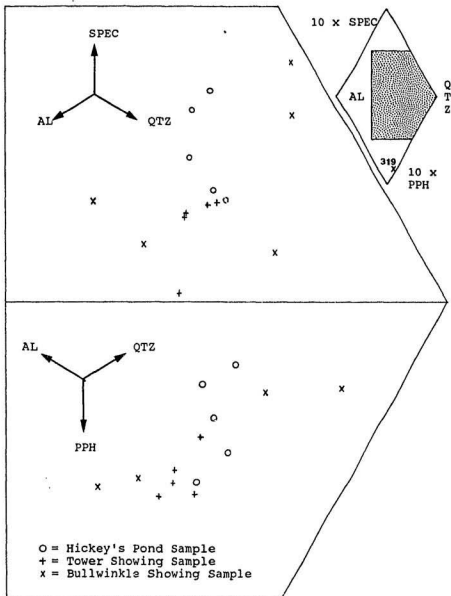 10 x SPEC
SPEC
AL
QTZ
AL
Q
T
Z
319
x
10 x
PPH
AL
QTZ
PPH
O = Hickey's Pond Sample
+ = Tower Showing Sample
x = Bullwinkle Showing Sample